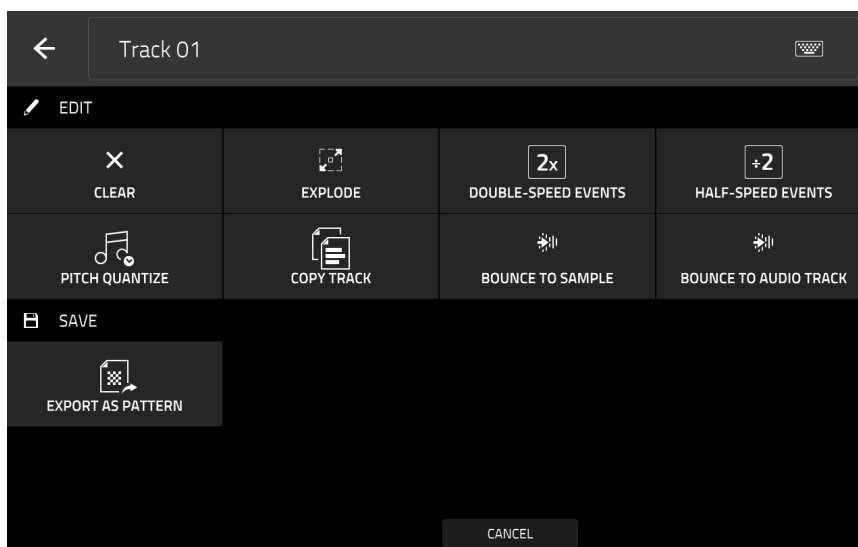 Track 01
EDIT
CLEAR
EXPLODE
2x
DOUBLE-SPEED EVENTS
÷2
HALF-SPEED EVENTS
PITCH QUANTIZE
COPY TRACK
BOUNCE TO SAMPLE
BOUNCE TO AUDIO TRACK
SAVE
EXPORT AS PATTERN
CANCEL